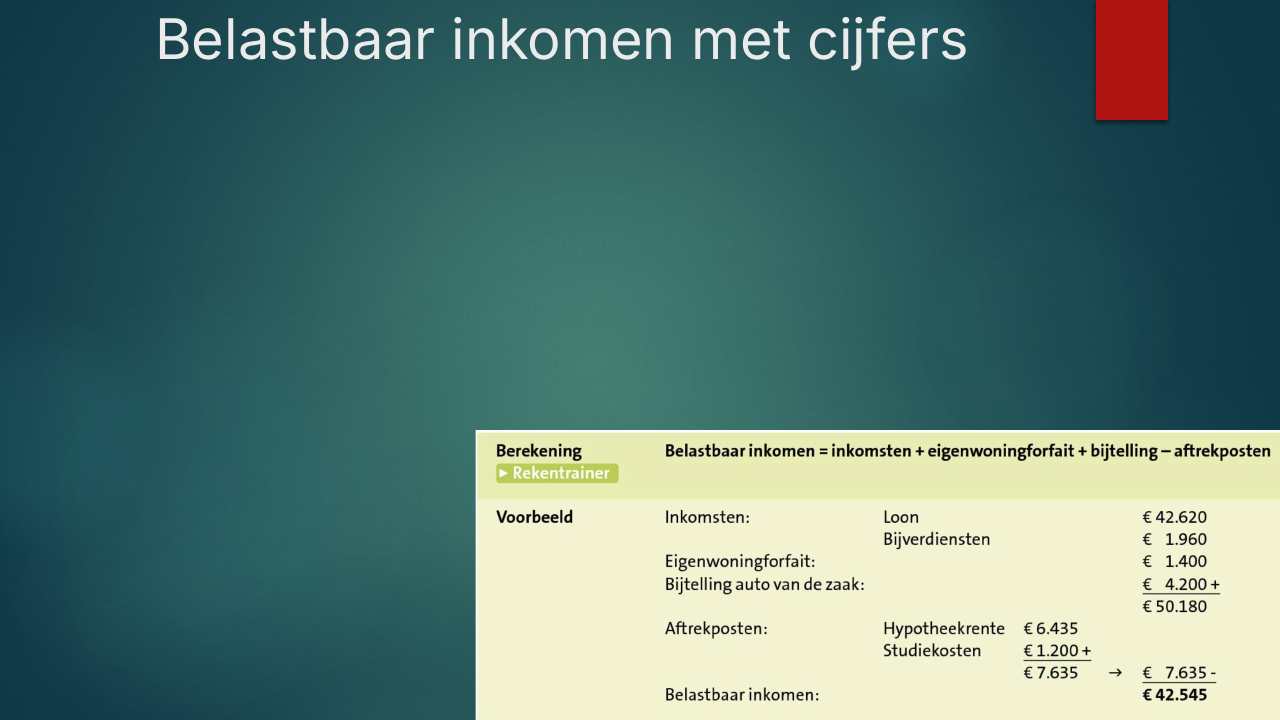 Belastbaar inkomen met cijfers
Berekening Belastbaar inkomen = inkomsten + eigenwoningforfait + bijtelling – aftrekposten
▸ Rekentrainer
Voorbeeld Inkomsten: Loon € 42.620
Bijverdiensten € 1.960
Eigenwoningforfait: € 1.400
Bijtelling auto van de zaak: € 4.200 +
€ 50.180
Aftrekposten: Hypotheekrente € 6.435
Studiekosten € 1.200 +
€ 7.635 → € 7.635 -
Belastbaar inkomen: € 42.545